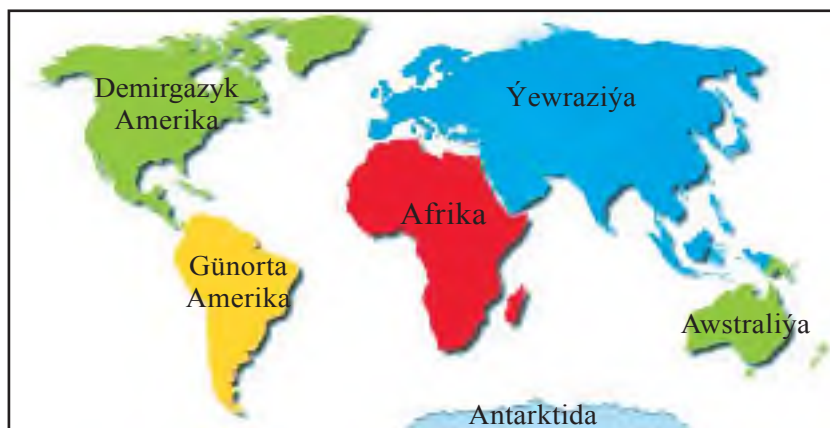 Demirgazyk
Amerika
Ýewraziýa
Afrika
Günorta
Amerika
Awstraliýa
Antarktida